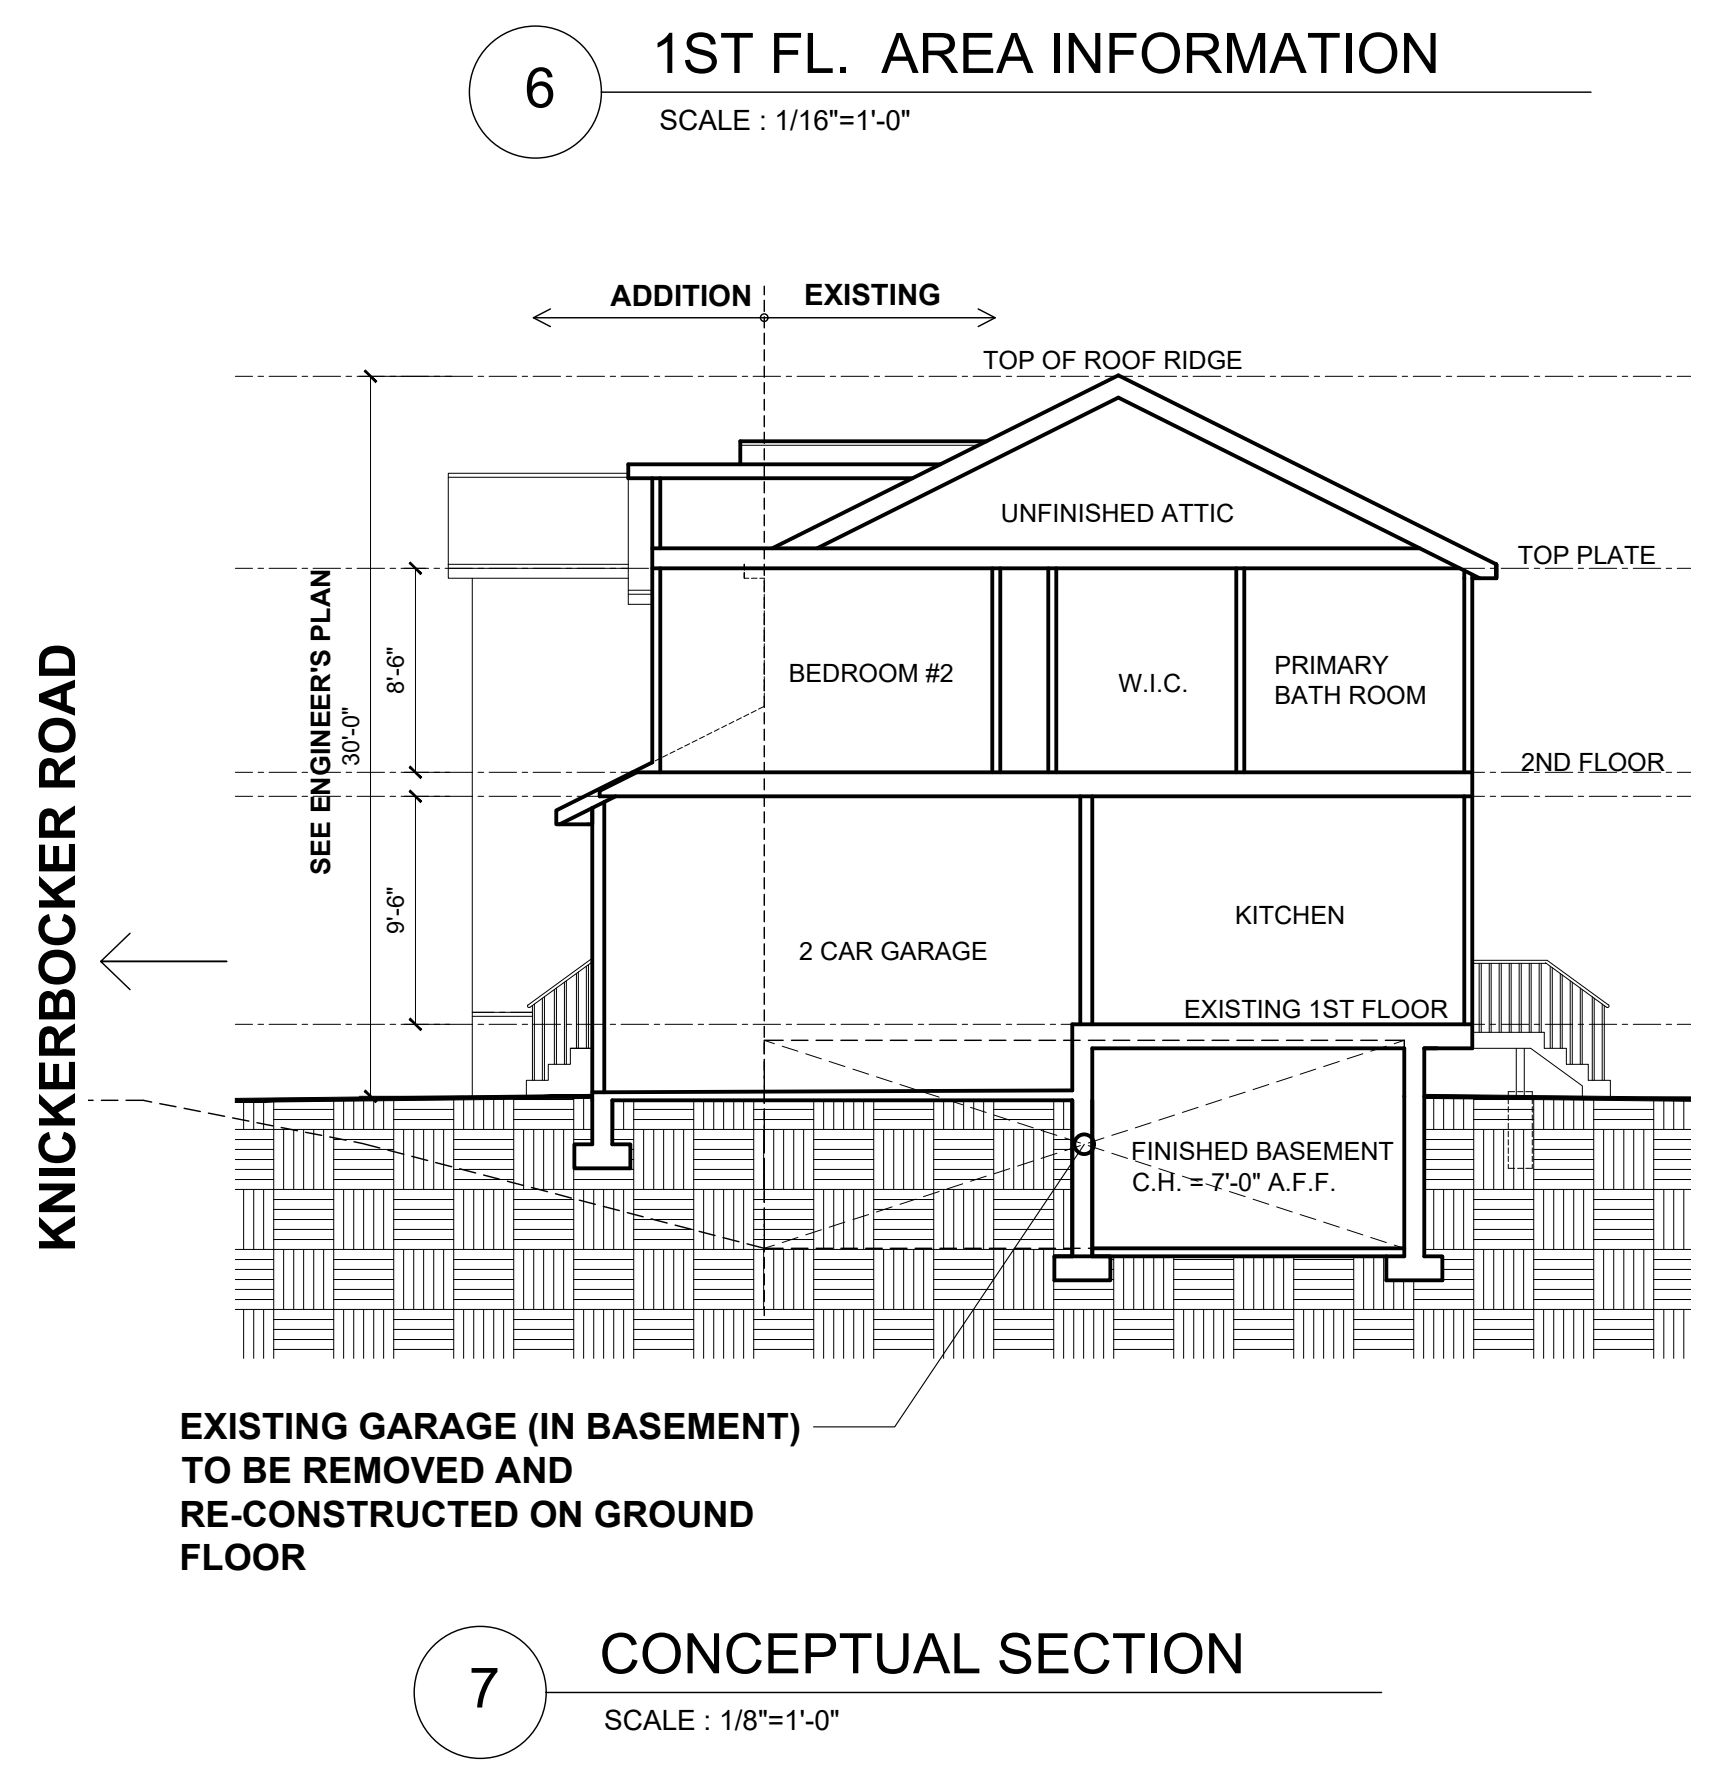 6
1ST FL. AREA INFORMATION
SCALE : 1/16"=1'-0"
ADDITION
EXISTING
TOP OF ROOF RIDGE
UNFINISHED ATTIC
TOP PLATE
SEE ENGINEER'S PLAN
30'-0"
8'-6"
BEDROOM #2
W.I.C.
PRIMARY
BATH ROOM
2ND FLOOR
KNICKERBOCKER ROAD
9'-6"
2 CAR GARAGE
KITCHEN
EXISTING 1ST FLOOR
FINISHED BASEMENT
C.H. = 7'-0" A.F.F.
EXISTING GARAGE (IN BASEMENT)
TO BE REMOVED AND
RE-CONSTRUCTED ON GROUND
FLOOR
7
CONCEPTUAL SECTION
SCALE : 1/8"=1'-0"